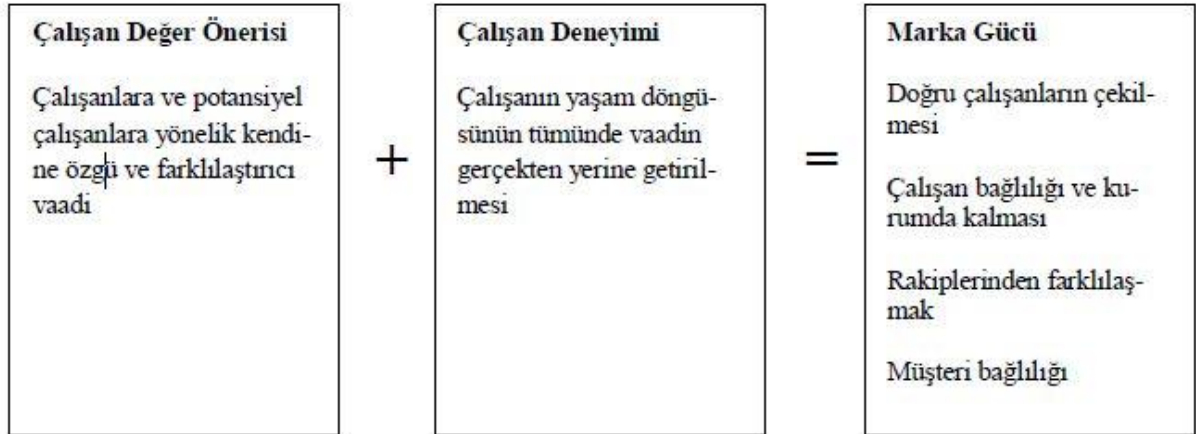 Çalışan Değer Önerisi
Çalışanlara ve potansiyel
çalışanlara yönelik kendi-
ne özgü ve farklılaştırıcı
vaadi
+
Çalışan Deneyimi
Çalışanın yaşam döngü-
sünün tümünde vaadin
gerçekten yerine getiril-
mesi
=
Marka Gücü
Doğru çalışanların çekil-
mesi
Çalışan bağlılığı ve ku-
rumda kalması
Rakiplerinden farklılaş-
mak
Müşteri bağlılığı